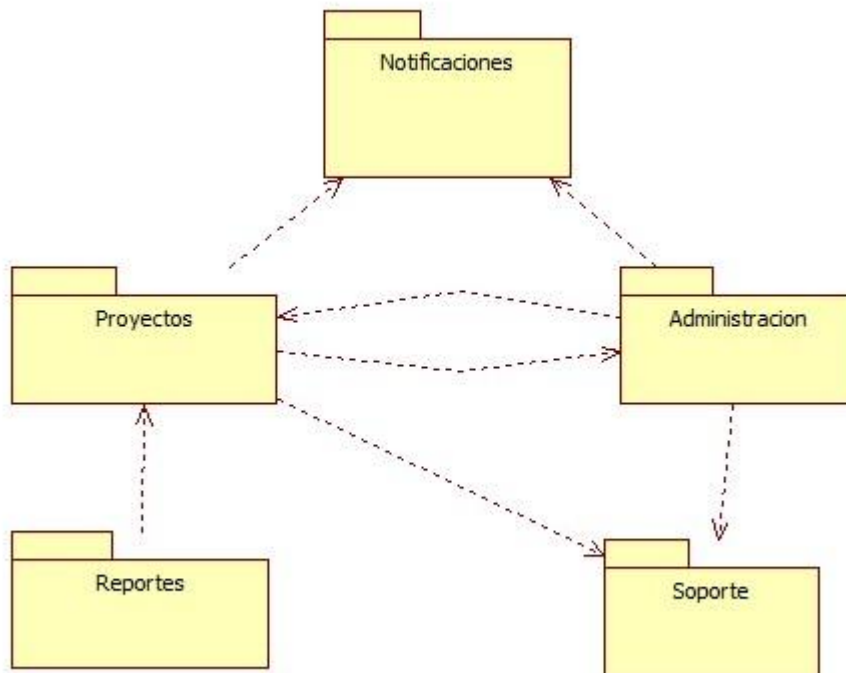 Notificaciones
Proyectos
Administracion
Reportes
Soporte